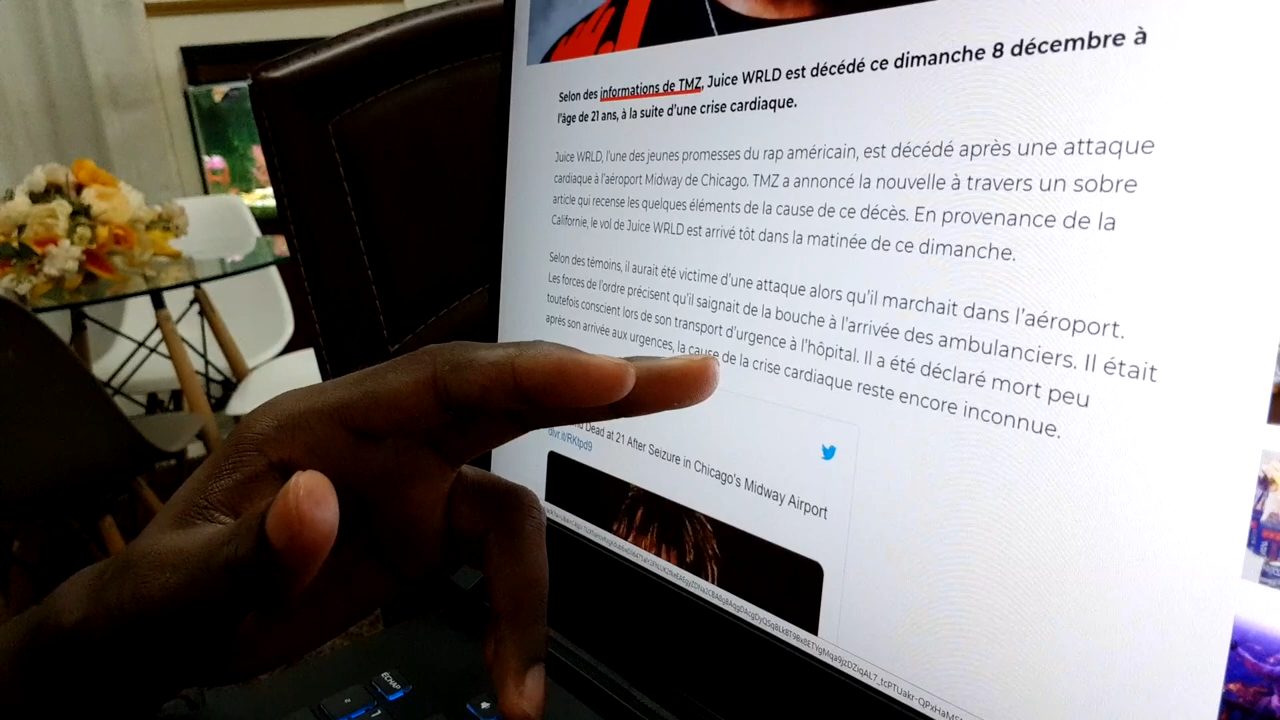 Selon des informations de TMZ, Juice WRLD est décédé ce dimanche 8 décembre à
l'âge de 21 ans, à la suite d'une crise cardiaque.
Juice WRLD, l'une des jeunes promesses du rap américain, est décédé après une attaque
cardiaque à l'aéroport Midway de Chicago. TMZ a annoncé la nouvelle à travers un sobre
article qui recense les quelques éléments de la cause de ce décès. En provenance de la
Californie, le vol de Juice WRLD est arrivé tôt dans la matinée de ce dimanche.
Selon des témoins, il aurait été victime d'une attaque alors qu'il marchait dans l'aéroport.
Les forces de l'ordre précisent qu'il saignait de la bouche à l'arrivée des ambulanciers. Il était
toutefois conscient lors de son transport d'urgence à l'hôpital. Il a été déclaré mort peu
après son arrivée aux urgences, la cause de la crise cardiaque reste encore inconnue.
Dead at 21 After Seizure in Chicago's Midway Airport
dlvr.it/RKtpd9
ECHAP